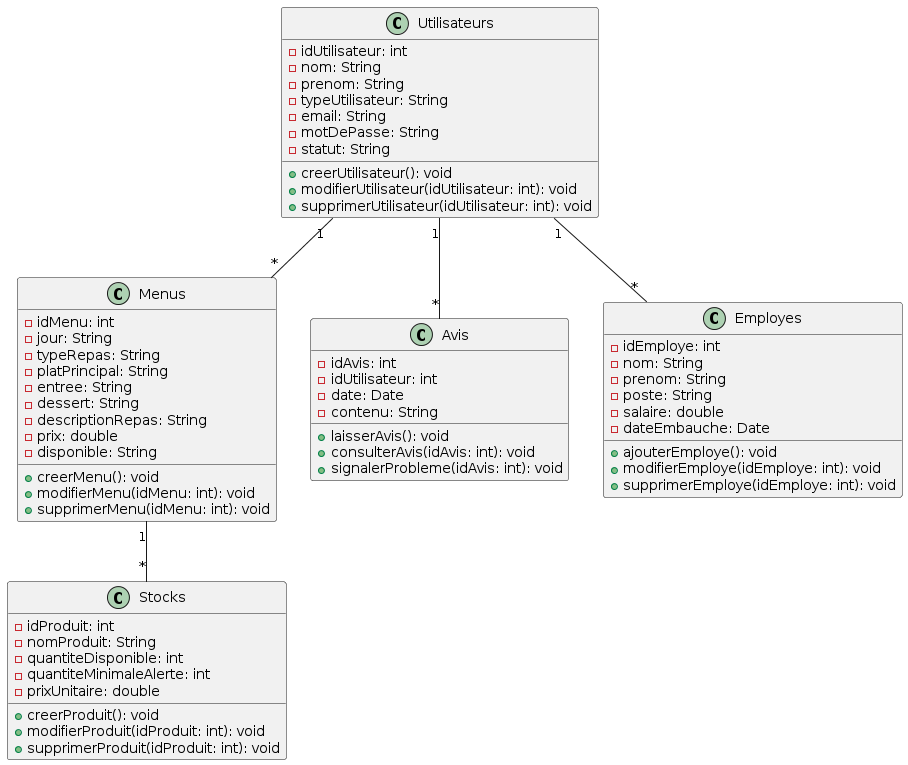 C Utilisateurs
idUtilisateur: int
nom: String
prenom: String
typeUtilisateur: String
email: String
motDePasse: String
statut: String
creerUtilisateur(): void
modifierUtilisateur(idUtilisateur: int): void
supprimerUtilisateur(idUtilisateur: int): void
1
1
1
*
*
*
C Menus
idMenu: int
jour: String
typeRepas: String
platPrincipal: String
entree: String
dessert: String
descriptionRepas: String
prix: double
disponible: String
creerMenu(): void
modifierMenu(idMenu: int): void
supprimerMenu(idMenu: int): void
C Avis
idAvis: int
idUtilisateur: int
date: Date
contenu: String
laisserAvis(): void
consulterAvis(idAvis: int): void
signalerProbleme(idAvis: int): void
C Employes
idEmploye: int
nom: String
prenom: String
poste: String
salaire: double
dateEmbauche: Date
ajouterEmploye(): void
modifierEmploye(idEmploye: int): void
supprimerEmploye(idEmploye: int): void
1
*
C Stocks
idProduit: int
nomProduit: String
quantiteDisponible: int
quantiteMinimaleAlerte: int
prixUnitaire: double
creerProduit(): void
modifierProduit(idProduit: int): void
supprimerProduit(idProduit: int): void